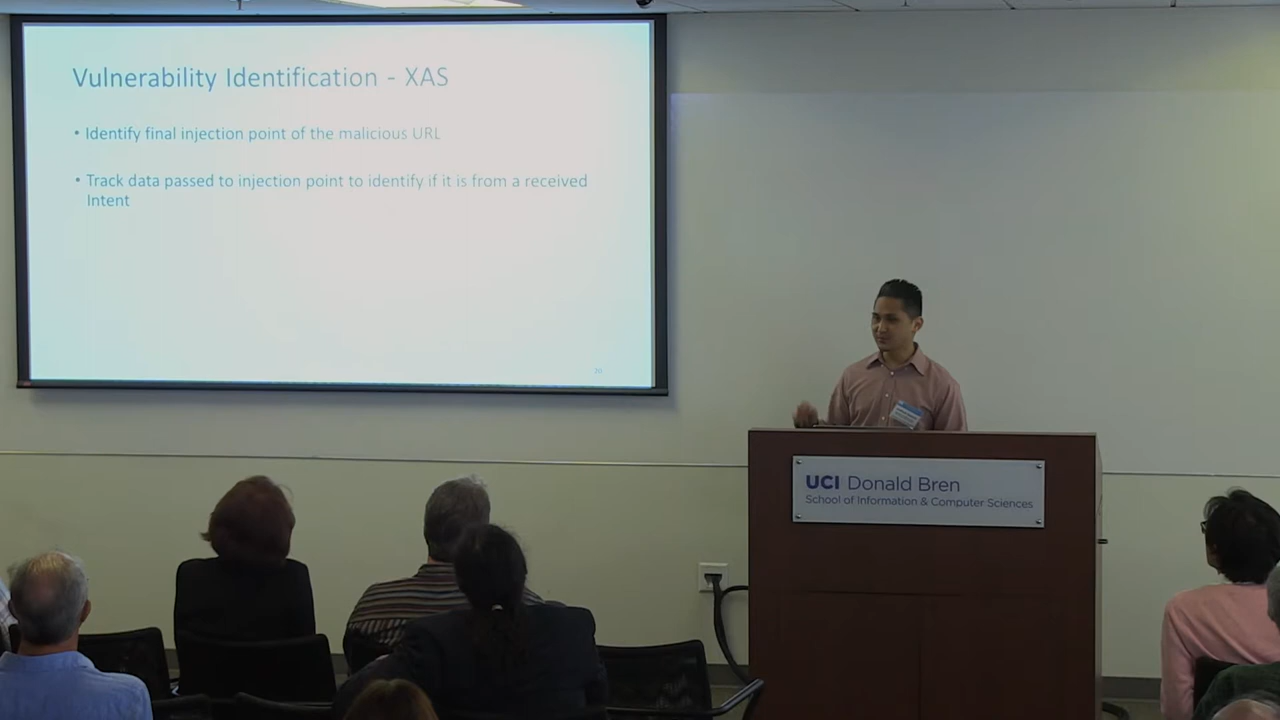 Vulnerability Identification - XAS
• Identify final injection point of the malicious URL
• Track data passed to injection point to identify if it is from a received
Intent
UCI Donald Bren
School of Information & Computer Sciences